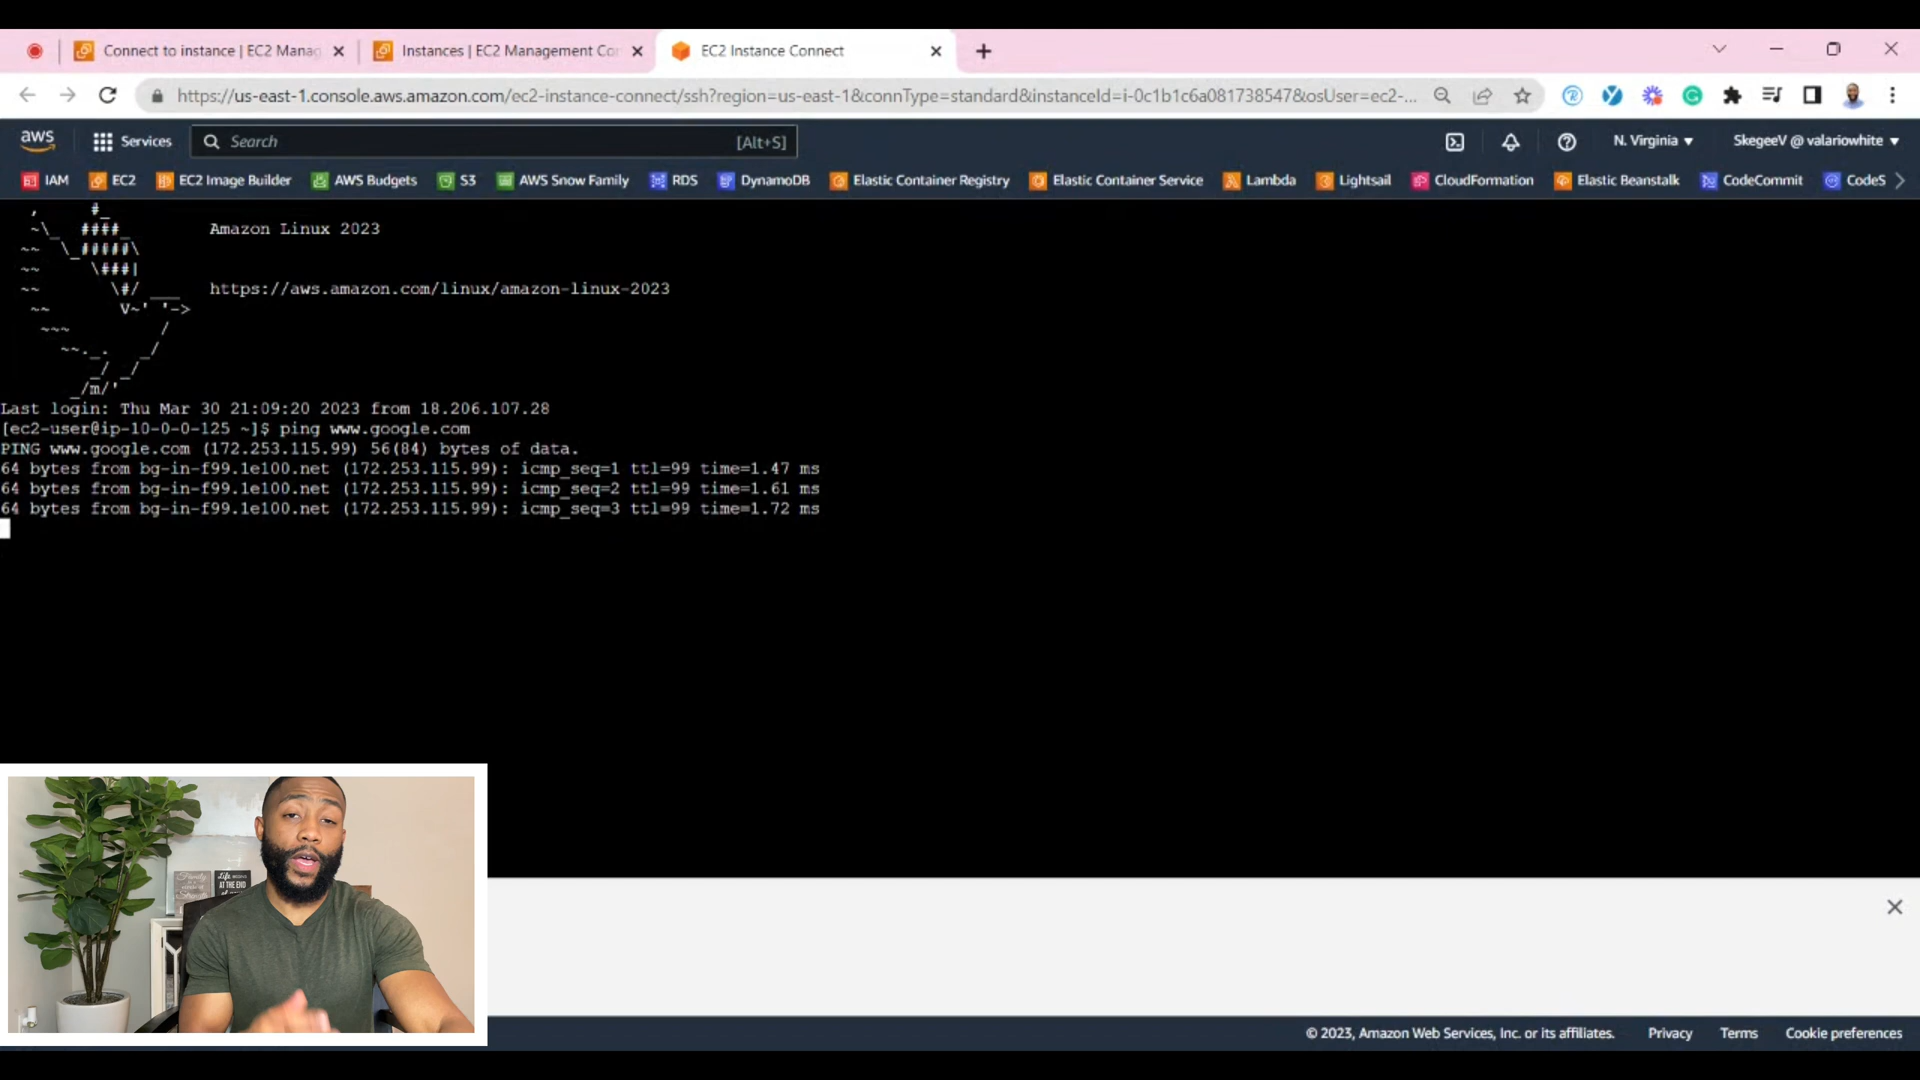 Connect to instance | EC2 Manag
Instances | EC2 Management Co
EC2 Instance Connect
https://us-east-1.console.aws.amazon.com/ec2-instance-connect/ssh?region=us-east-1&connType=standard&instanceId=i-0c1b1c6a081738547&osUser=ec2-...
aws
Services
Search
[Alt+S]
N. Virginia
SkegeeV @ valariowhite
IAM
EC2
EC2 Image Builder
AWS Budgets
S3
AWS Snow Family
RDS
DynamoDB
Elastic Container Registry
Elastic Container Service
Lambda
Lightsail
CloudFormation
Elastic Beanstalk
CodeCommit
CodeS
Amazon Linux 2023
https://aws.amazon.com/linux/amazon-linux-2023
Last login: Thu Mar 30 21:09:20 2023 from 18.206.107.28
[ec2-user@ip-10-0-0-125 ~]$ ping www.google.com
PING www.google.com (172.253.115.99) 56(84) bytes of data.
64 bytes from bg-in-f99.1e100.net (172.253.115.99): icmp_seq=1 ttl=99 time=1.47 ms
64 bytes from bg-in-f99.1e100.net (172.253.115.99): icmp_seq=2 ttl=99 time=1.61 ms
64 bytes from bg-in-f99.1e100.net (172.253.115.99): icmp_seq=3 ttl=99 time=1.72 ms
AT THE END
© 2023, Amazon Web Services, Inc. or its affiliates.
Privacy
Terms
Cookie preferences